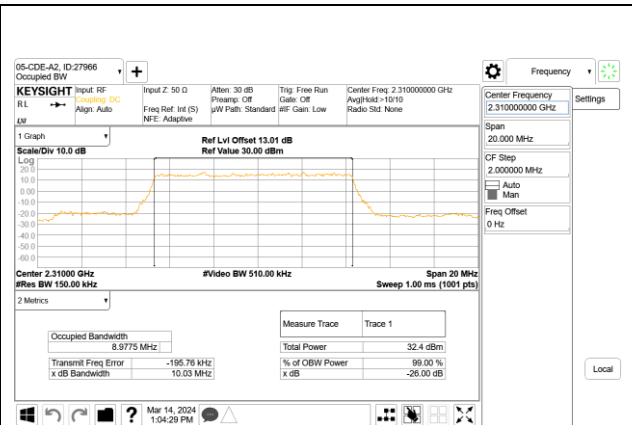 05-CDE-A2, ID:27966
Occupied BW
Frequency
KEYSIGHT
RL
Input: RF
Coupling: DC
Align: Auto
Input Z: 50 Ω
Freq Ref: Int (S)
NFE: Adaptive
Atten: 30 dB
Preamp: Off
µW Path: Standard
Trig: Free Run
Gate: Off
#IF Gain: Low
Center Freq: 2.310000000 GHz
Avg|Hold:>10/10
Radio Std: None
Center Frequency
2.310000000 GHz
Settings
Span
20.000 MHz
CF Step
2.000000 MHz
Auto
Man
Freq Offset
0 Hz
1 Graph
Scale/Div 10.0 dB
Ref Lvl Offset 13.01 dB
Ref Value 30.00 dBm
Log
20.0
10.0
0.00
-10.0
-20.0
-30.0
-40.0
-50.0
-60.0
Center 2.31000 GHz
#Res BW 150.00 kHz
#Video BW 510.00 kHz
Span 20 MHz
Sweep 1.00 ms (1001 pts)
2 Metrics
Measure Trace Trace 1
Occupied Bandwidth
8.9775 MHz
Total Power 32.4 dBm
Transmit Freq Error -195.76 kHz
% of OBW Power 99.00 %
x dB Bandwidth 10.03 MHz
x dB -26.00 dB
Local
?
Mar 14, 2024
1:04:29 PM